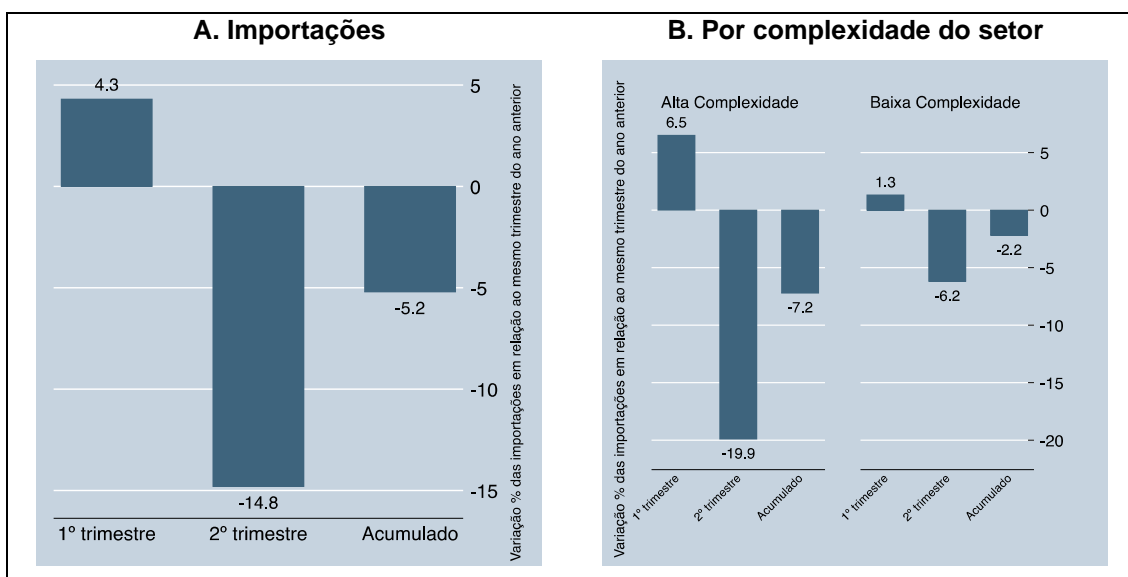 A. Importações
4.3
-14.8
-5.2
5
0
-5
-10
-15
1º trimestre
2º trimestre
Acumulado
Variação % das importações em relação ao mesmo trimestre do ano anterior
B. Por complexidade do setor
Variação % das importações em relação ao mesmo trimestre do ano anterior
Alta Complexidade
6.5
-19.9
-7.2
1º trimestre
2º trimestre
Acumulado
Baixa Complexidade
1.3
-6.2
-2.2
1º trimestre
2º trimestre
Acumulado
5
0
-5
-10
-15
-20